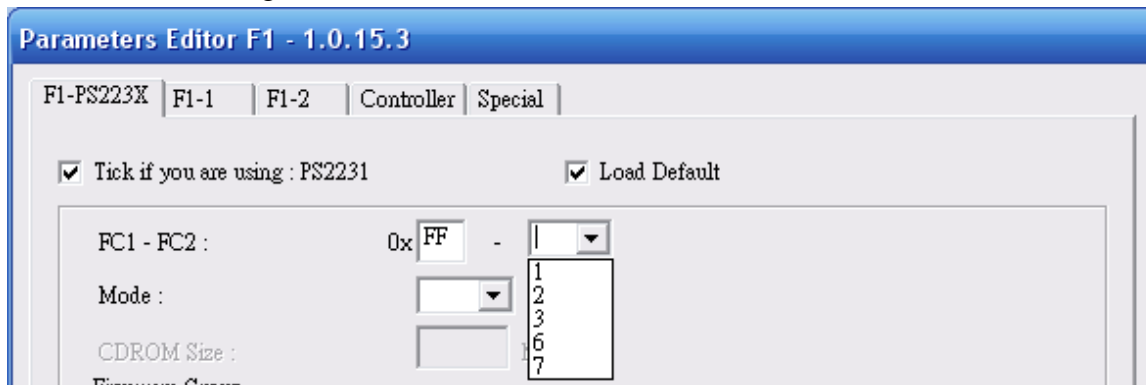 Parameters Editor F1 - 1.0.15.3
F1-PS223X F1-1 F1-2 Controller Special
Tick if you are using : PS2231 Load Default
FC1 - FC2 : 0x FF -
1
Mode : 2
3
CDROM Size : 6
7